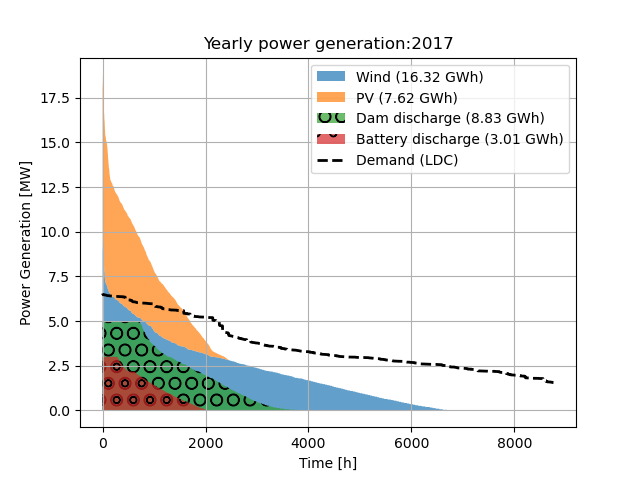 Yearly power generation:2017
Wind (16.32 GWh)
PV (7.62 GWh)
Dam discharge (8.83 GWh)
Battery discharge (3.01 GWh)
Demand (LDC)
Power Generation [MW]
17.5
15.0
12.5
10.0
7.5
5.0
2.5
0.0
0 2000 4000 6000 8000
Time [h]